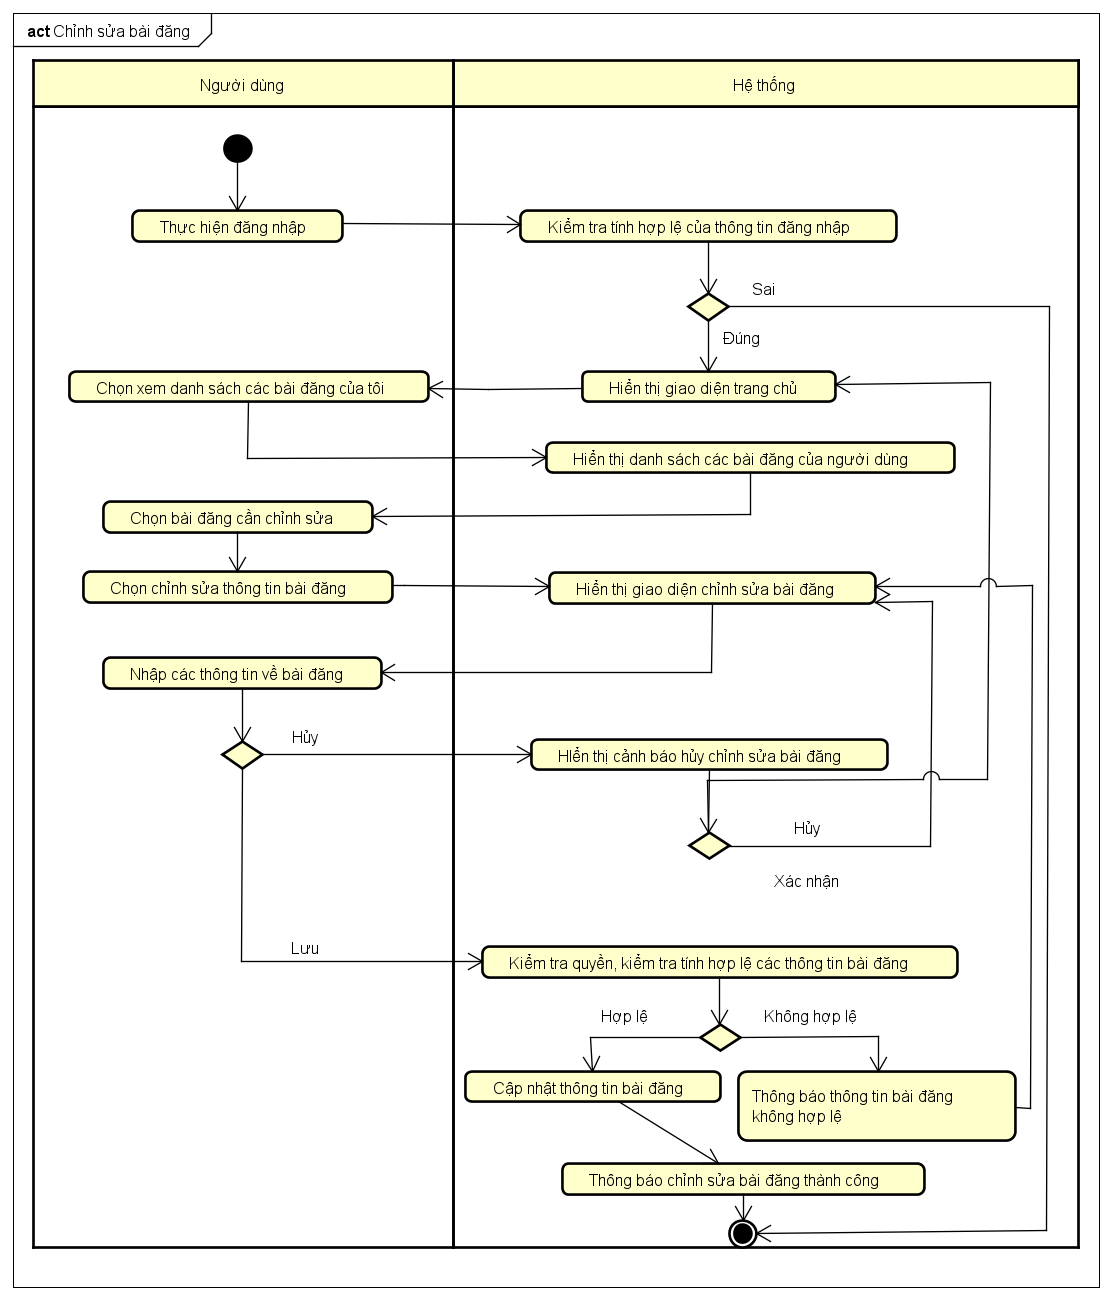 act Chỉnh sửa bài đăng
Người dùng
Hệ thống
Thực hiện đăng nhập
Kiểm tra tính hợp lệ của thông tin đăng nhập
Sai
Đúng
Chọn xem danh sách các bài đăng của tôi
Hiển thị giao diện trang chủ
Hiển thị danh sách các bài đăng của người dùng
Chọn bài đăng cần chỉnh sửa
Chọn chỉnh sửa thông tin bài đăng
Hiển thị giao diện chỉnh sửa bài đăng
Nhập các thông tin về bài đăng
Hủy
HIển thị cảnh báo hủy chỉnh sửa bài đăng
Hủy
Xác nhận
Lưu
Kiểm tra quyền, kiểm tra tính hợp lệ các thông tin bài đăng
Hợp lệ
Không hợp lệ
Cập nhật thông tin bài đăng
Thông báo thông tin bài đăng
không hợp lệ
Thông báo chỉnh sửa bài đăng thành công